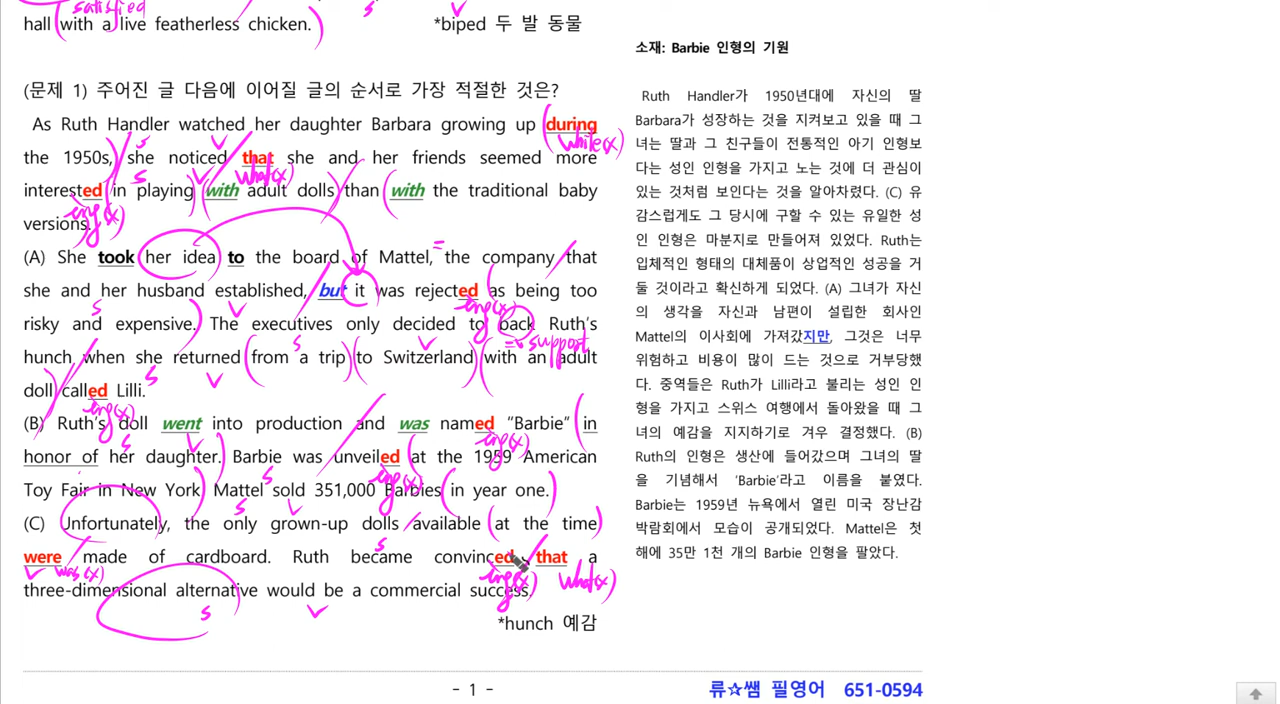 satisfied
s
hall (with a live featherless chicken.)
*biped 두 발 동물
(문제 1) 주어진 글 다음에 이어질 글의 순서로 가장 적절한 것은?
As Ruth Handler watched her daughter Barbara growing up (during
s v while(x)
the 1950s, she noticed that she and her friends seemed more
s v what(x)
interested (in playing) (with adult dolls) than (with the traditional baby
ing(x)
versions.
(A) She took her idea to the board of Mattel, = the company that
she and her husband established, but it was rejected (as being too
s v ing(x)
risky and expensive.) The executives only decided to back Ruth's
s v =support
hunch, when she returned (from a trip) (to Switzerland) (with an adult
s v
doll) called Lilli.
ing(x)
(B) Ruth's doll went into production and was named "Barbie" (in
s v ing(x)
honor of her daughter.) Barbie was unveiled (at the 1959 American
s ing(x)
Toy Fair in New York) Mattel sold 351,000 Barbies (in year one.)
s v
(C) Unfortunately, the only grown-up dolls available (at the time)
s
were made of cardboard. Ruth became convinced that a
v was(x) ing(x) what(x)
three-dimensional alternative would be a commercial success.
s v
*hunch 예감
- 1 -
소재: Barbie 인형의 기원
Ruth Handler가 1950년대에 자신의 딸
Barbara가 성장하는 것을 지켜보고 있을 때 그
녀는 딸과 그 친구들이 전통적인 아기 인형보
다는 성인 인형을 가지고 노는 것에 더 관심이
있는 것처럼 보인다는 것을 알아차렸다. (C) 유
감스럽게도 그 당시에 구할 수 있는 유일한 성
인 인형은 마분지로 만들어져 있었다. Ruth는
입체적인 형태의 대체품이 상업적인 성공을 거
둘 것이라고 확신하게 되었다. (A) 그녀가 자신
의 생각을 자신과 남편이 설립한 회사인
Mattel의 이사회에 가져갔지만, 그것은 너무
위험하고 비용이 많이 드는 것으로 거부당했
다. 중역들은 Ruth가 Lilli라고 불리는 성인 인
형을 가지고 스위스 여행에서 돌아왔을 때 그
녀의 예감을 지지하기로 겨우 결정했다. (B)
Ruth의 인형은 생산에 들어갔으며 그녀의 딸
을 기념해서 'Barbie'라고 이름을 붙였다.
Barbie는 1959년 뉴욕에서 열린 미국 장난감
박람회에서 모습이 공개되었다. Mattel은 첫
해에 35만 1천 개의 Barbie 인형을 팔았다.
류☆쌤 필영어 651-0594